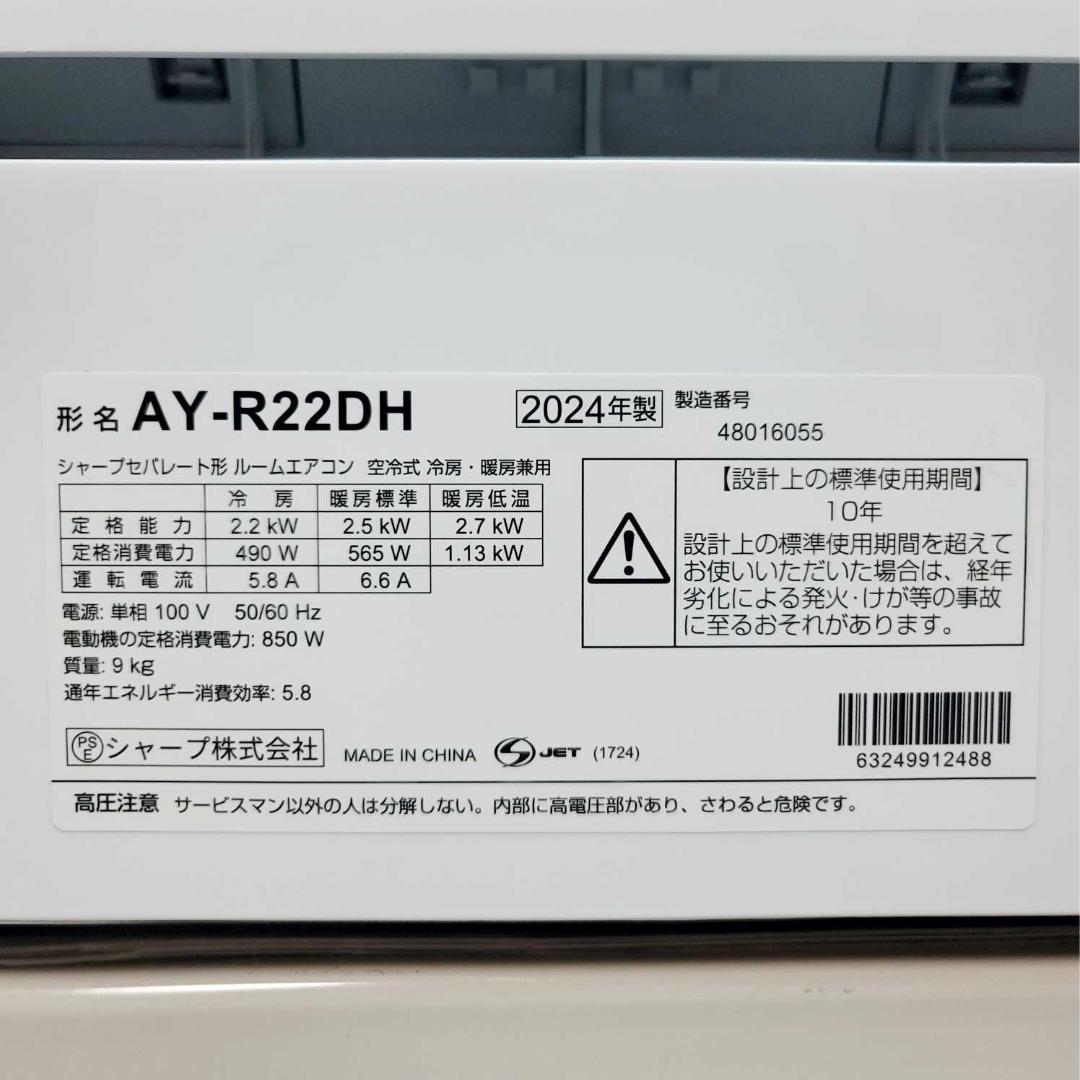 形名 AY-R22DH
2024年製
製造番号
48016055
シャープセパレート形 ルームエアコン 空冷式 冷房・暖房兼用
冷 房 暖房標準 暖房低温
定格能力 2.2 kW 2.5 kW 2.7 kW
定格消費電力 490 W 565 W 1.13 kW
運転電流 5.8 A 6.6 A
電源: 単相 100 V 50/60 Hz
電動機の定格消費電力: 850 W
質量: 9 kg
通年エネルギー消費効率: 5.8
【設計上の標準使用期間】
10年
設計上の標準使用期間を超えて
お使いいただいた場合は、経年
劣化による発火・けが等の事故
に至るおそれがあります。
PSE シャープ株式会社
MADE IN CHINA
JET (1724)
63249912488
高圧注意 サービスマン以外の人は分解しない。内部に高電圧部があり、さわると危険です。